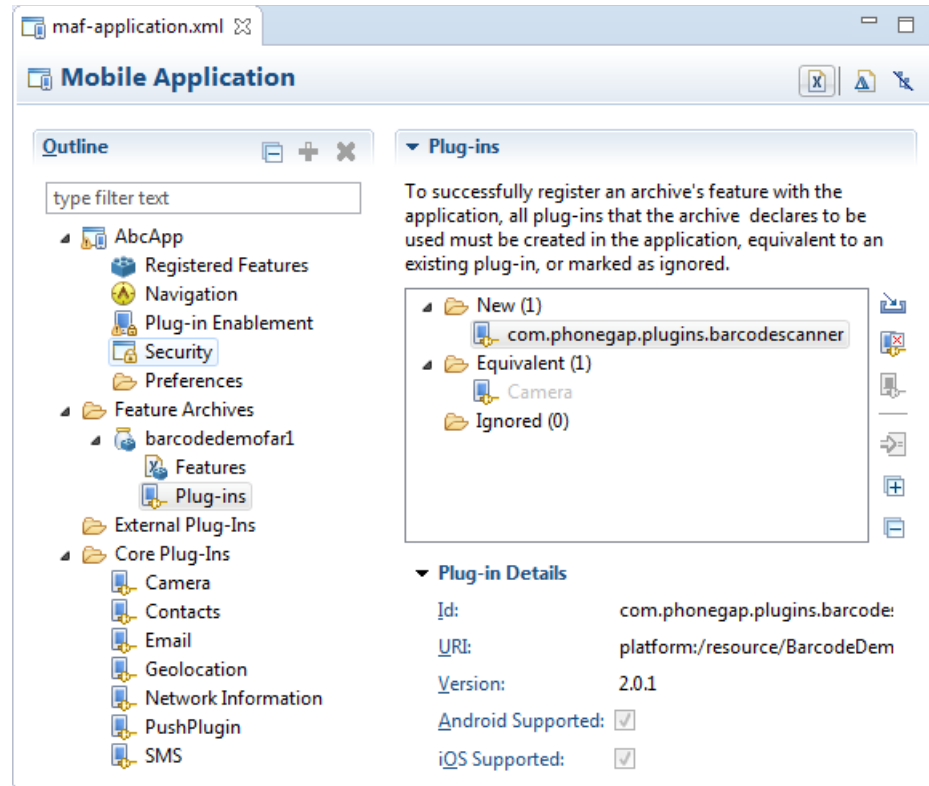 maf-application.xml
Mobile Application
Outline
type filter text
AbcApp
Registered Features
Navigation
Plug-in Enablement
Security
Preferences
Feature Archives
barcodedemofar1
Features
Plug-ins
External Plug-Ins
Core Plug-Ins
Camera
Contacts
Email
Geolocation
Network Information
PushPlugin
SMS
Plug-ins
To successfully register an archive's feature with the
application, all plug-ins that the archive declares to be
used must be created in the application, equivalent to an
existing plug-in, or marked as ignored.
New (1)
com.phonegap.plugins.barcodescanner
Equivalent (1)
Camera
Ignored (0)
Plug-in Details
Id: com.phonegap.plugins.barcode:
URI: platform:/resource/BarcodeDem
Version: 2.0.1
Android Supported:
iOS Supported: